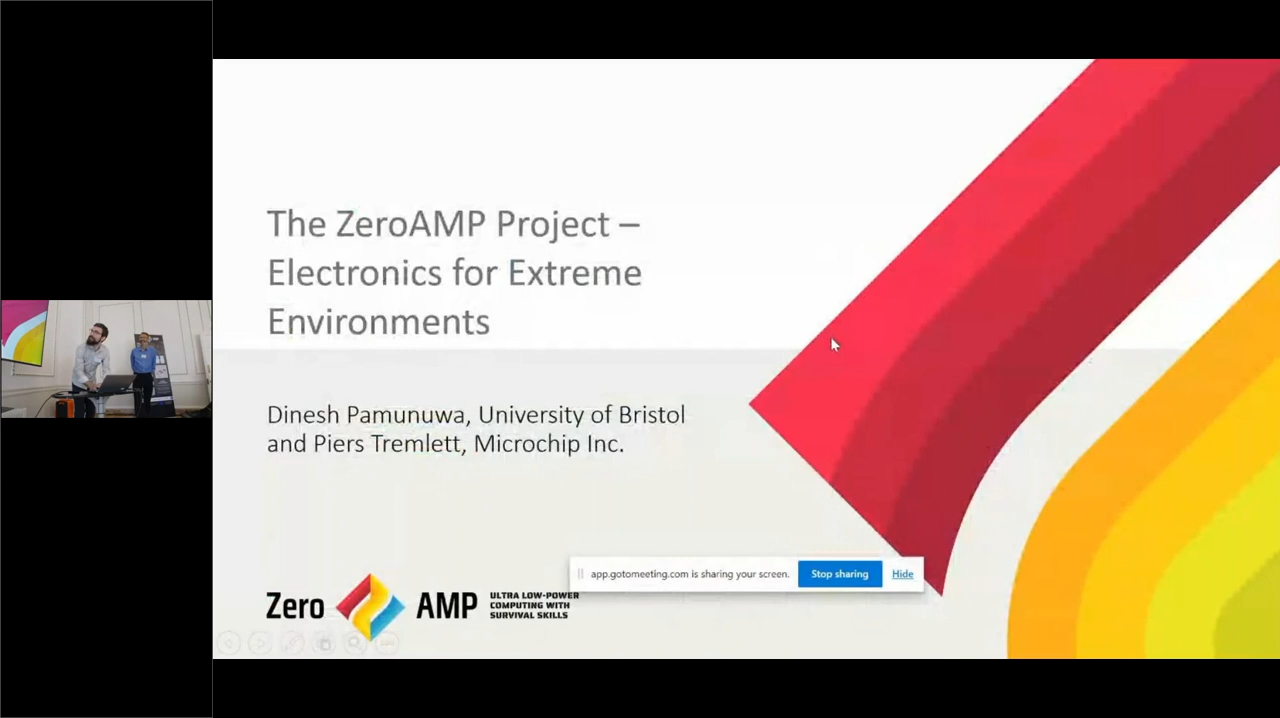 The ZeroAMP Project –
Electronics for Extreme
Environments
Dinesh Pamunuwa, University of Bristol
and Piers Tremlett, Microchip Inc.
app.gotomeeting.com is sharing your screen.
Stop sharing
Hide
Zero AMP
ULTRA LOW-POWER
COMPUTING WITH
SURVIVAL SKILLS